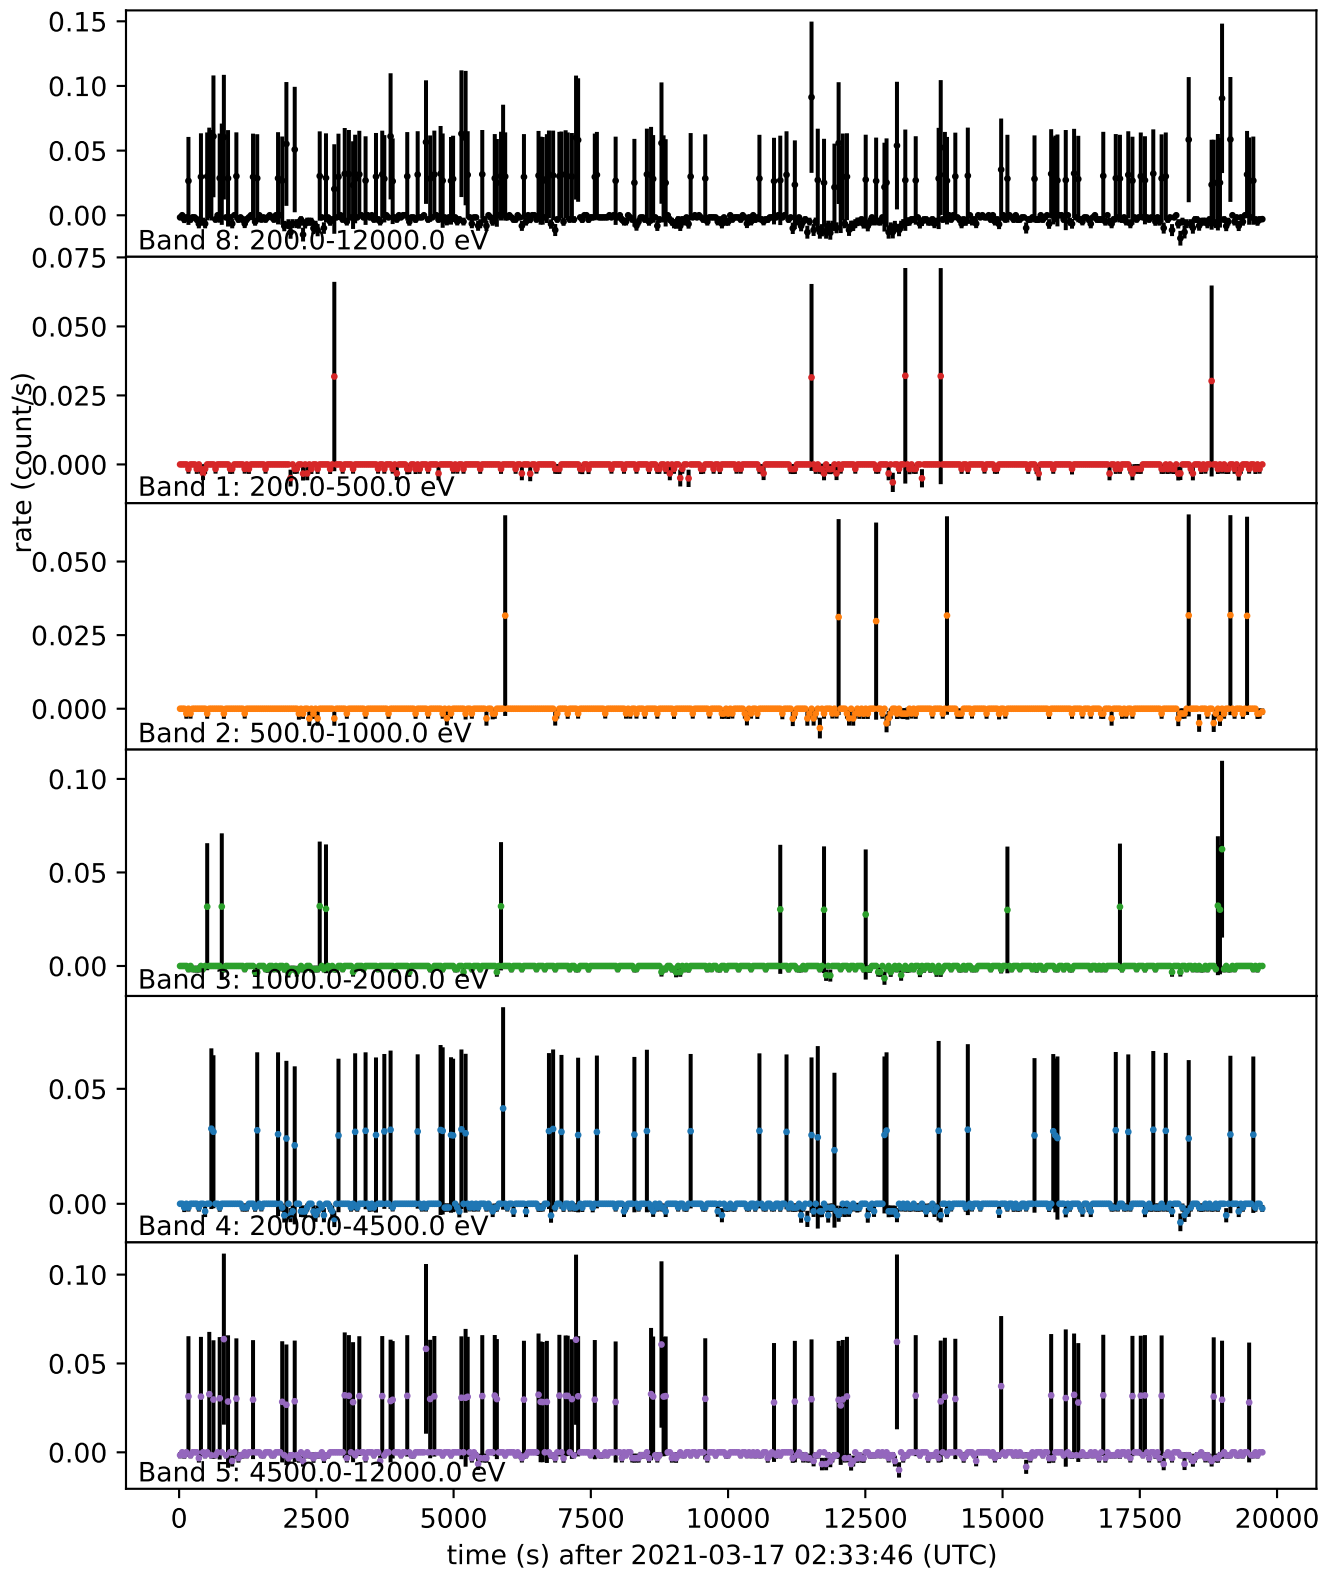 0.15
0.10
0.05
0.00
Band 8: 200.0-12000.0 eV
0.075
0.050
0.025
0.000
Band 1: 200.0-500.0 eV
rate (count/s)
0.050
0.025
0.000
Band 2: 500.0-1000.0 eV
0.10
0.05
0.00
Band 3: 1000.0-2000.0 eV
0.05
0.00
Band 4: 2000.0-4500.0 eV
0.10
0.05
0.00
Band 5: 4500.0-12000.0 eV
0 2500 5000 7500 10000 12500 15000 17500 20000
time (s) after 2021-03-17 02:33:46 (UTC)